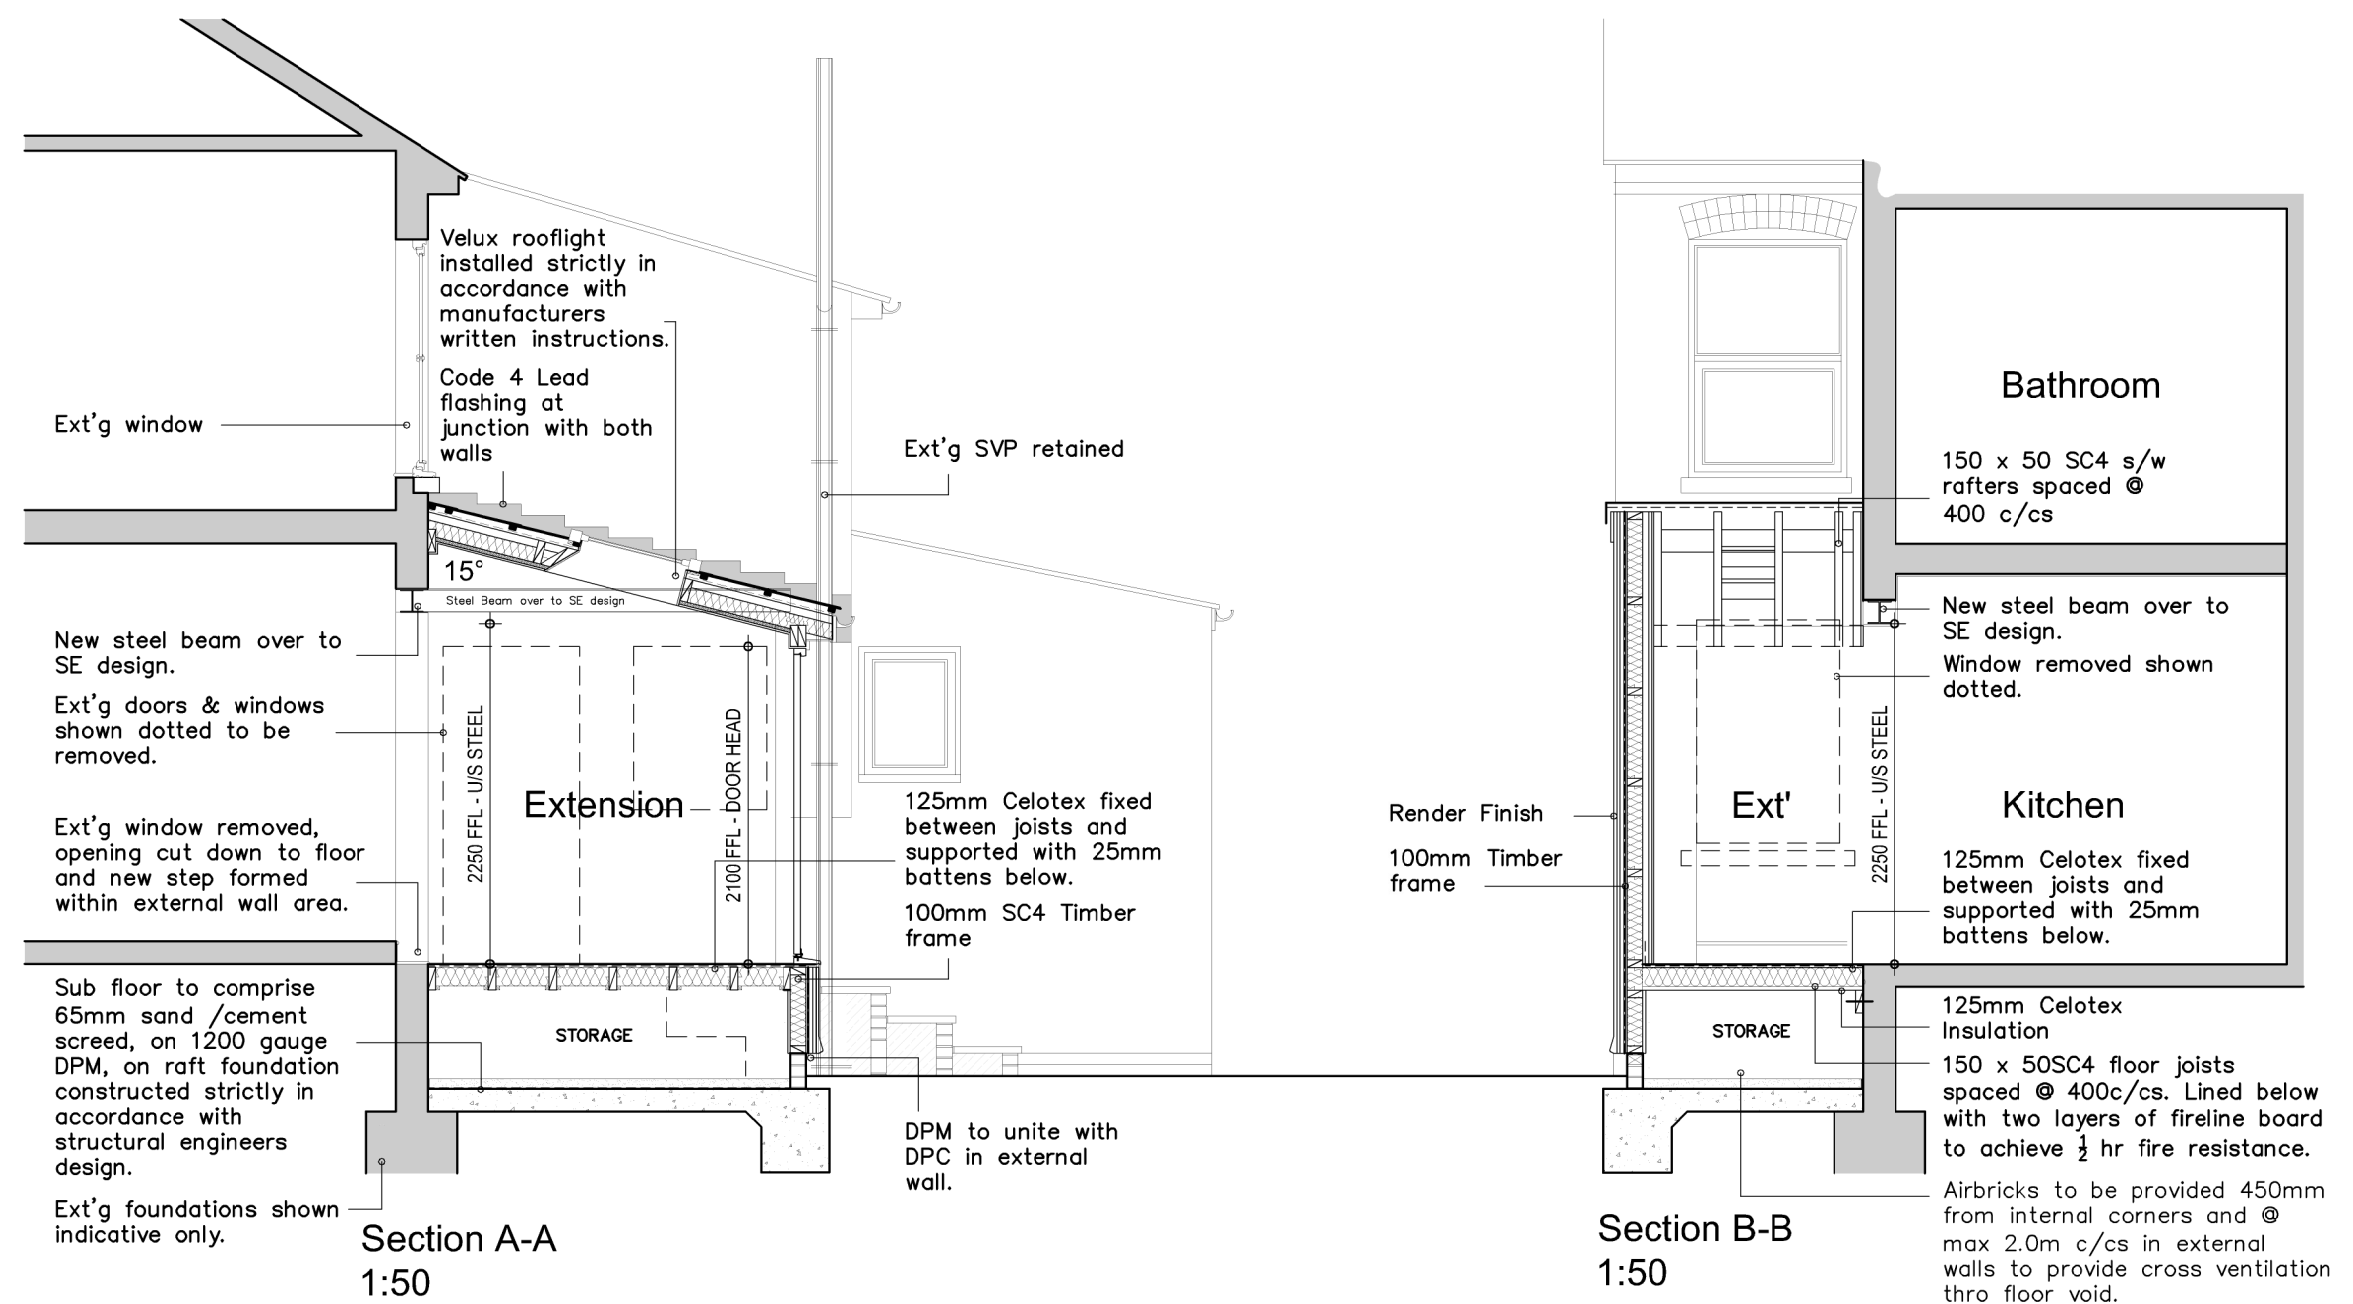 Velux rooflight
installed strictly in
accordance with
manufacturers
written instructions.
Code 4 Lead
flashing at
junction with both
walls
Ext'g window
Ext'g SVP retained
15°
Steel Beam over to SE design
New steel beam over to
SE design.
Ext'g doors & windows
shown dotted to be
removed.
2250 FFL - U/S STEEL
2100 FFL - DOOR HEAD
Extension
Ext'g window removed,
opening cut down to floor
and new step formed
within external wall area.
125mm Celotex fixed
between joists and
supported with 25mm
battens below.
100mm SC4 Timber
frame
Sub floor to comprise
65mm sand /cement
screed, on 1200 gauge
DPM, on raft foundation
constructed strictly in
accordance with
structural engineers
design.
STORAGE
DPM to unite with
DPC in external
wall.
Ext'g foundations shown
indicative only.
Section A-A
1:50
Bathroom
150 x 50 SC4 s/w
rafters spaced @
400 c/cs
New steel beam over to
SE design.
Window removed shown
dotted.
2250 FFL - U/S STEEL
Render Finish
100mm Timber
frame
Ext'
Kitchen
125mm Celotex fixed
between joists and
supported with 25mm
battens below.
STORAGE
125mm Celotex
Insulation
150 x 50SC4 floor joists
spaced @ 400c/cs. Lined below
with two layers of fireline board
to achieve ½ hr fire resistance.
Airbricks to be provided 450mm
from internal corners and @
max 2.0m c/cs in external
walls to provide cross ventilation
thro floor void.
Section B-B
1:50